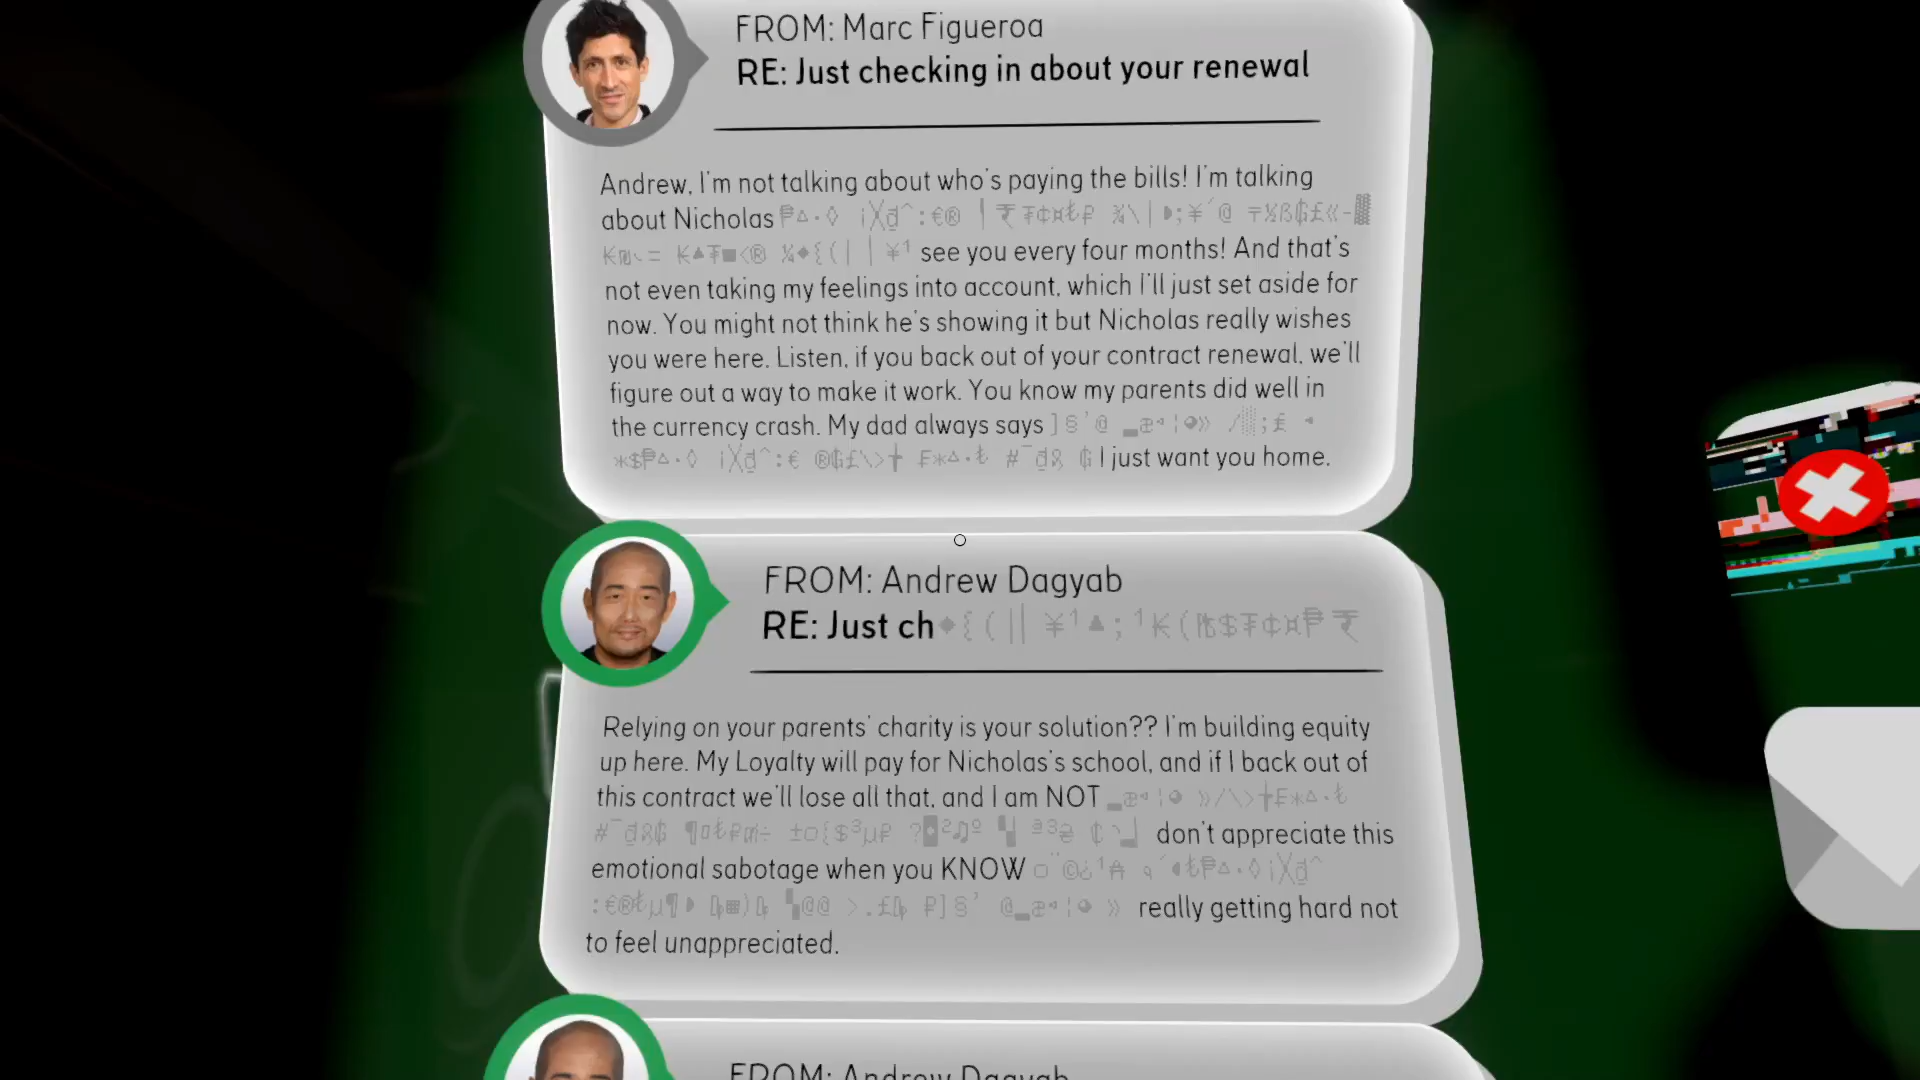 FROM: Marc Figueroa
RE: Just checking in about your renewal
Andrew, I'm not talking about who's paying the bills! I'm talking
about Nicholas
see you every four months! And that's
not even taking my feelings into account, which I'll just set aside for
now. You might not think he's showing it but Nicholas really wishes
you were here. Listen, if you back out of your contract renewal, we'll
figure out a way to make it work. You know my parents did well in
the currency crash. My dad always says
I just want you home.
FROM: Andrew Dagyab
RE: Just ch
Relying on your parents' charity is your solution?? I'm building equity
up here. My Loyalty will pay for Nicholas's school, and if I back out of
this contract we'll lose all that, and I am NOT
don't appreciate this
emotional sabotage when you KNOW
really getting hard not
to feel unappreciated.
FROM: Andrew Dagyab